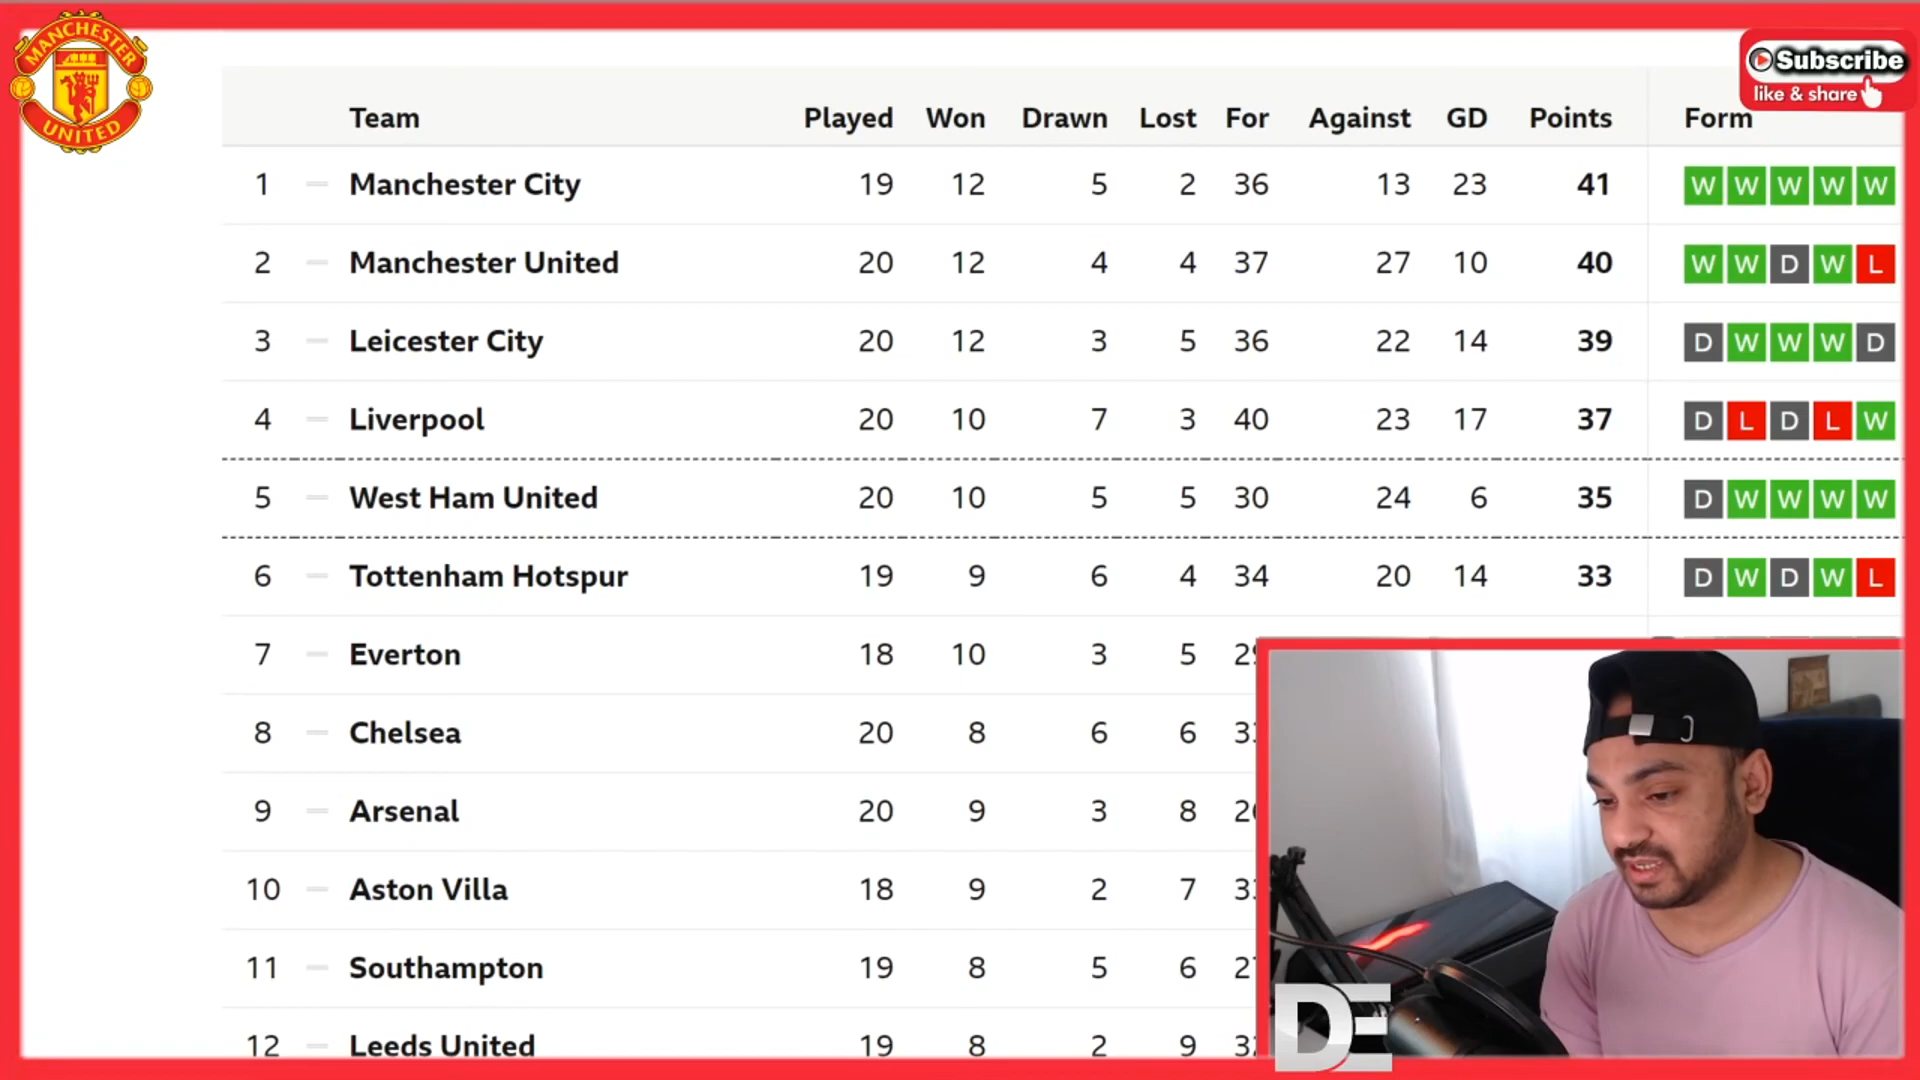 MANCHESTER
UNITED
Subscribe
like & share
Team Played Won Drawn Lost For Against GD Points Form
1 Manchester City 19 12 5 2 36 13 23 41 W W W W W
2 Manchester United 20 12 4 4 37 27 10 40 W W D W L
3 Leicester City 20 12 3 5 36 22 14 39 D W W W D
4 Liverpool 20 10 7 3 40 23 17 37 D L D L W
5 West Ham United 20 10 5 5 30 24 6 35 D W W W W
6 Tottenham Hotspur 19 9 6 4 34 20 14 33 D W D W L
7 Everton 18 10 3 5
8 Chelsea 20 8 6 6
9 Arsenal 20 9 3 8
10 Aston Villa 18 9 2 7
11 Southampton 19 8 5 6
12 Leeds United 19 8 2 9
DE